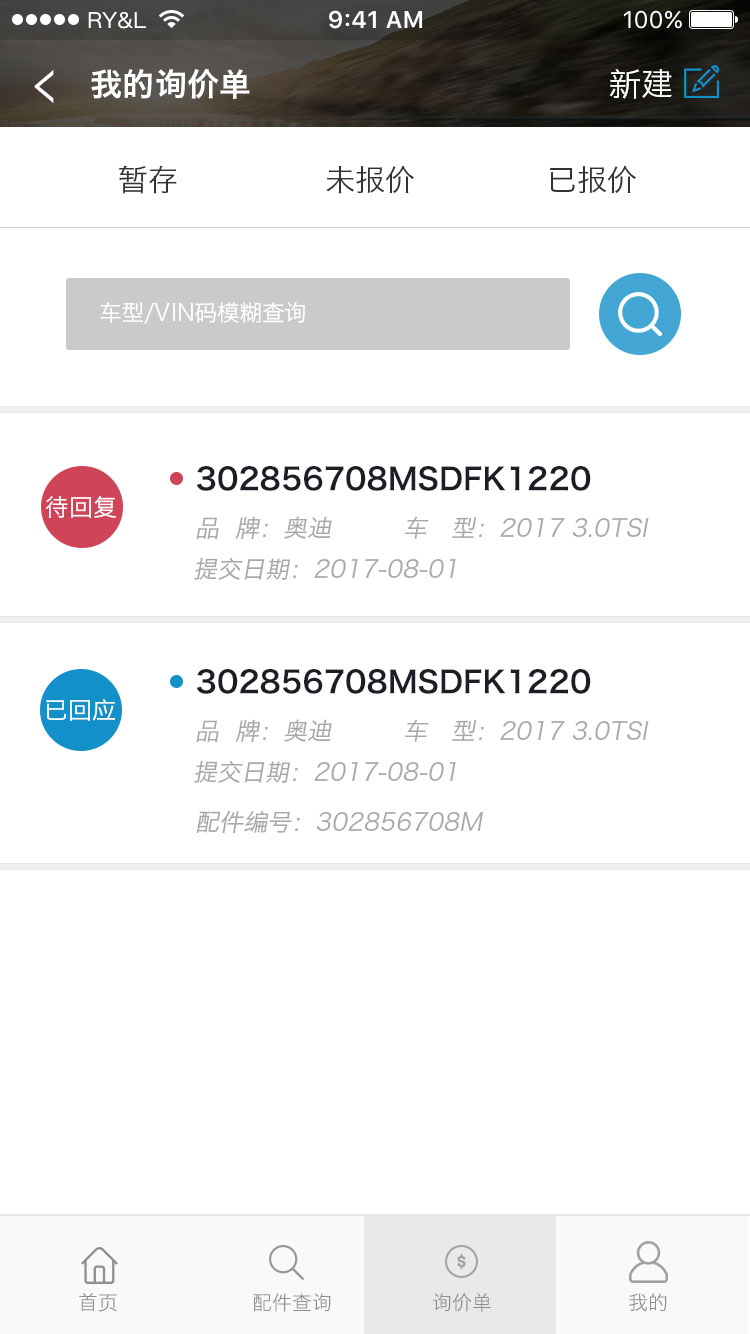 RY&L 9:41 AM 100%
我的询价单 新建
暂存 未报价 已报价
车型/VIN码模糊查询
待回复
302856708MSDFK1220
品 牌：奥迪 车 型：2017 3.0TSI
提交日期：2017-08-01
已回应
302856708MSDFK1220
品 牌：奥迪 车 型：2017 3.0TSI
提交日期：2017-08-01
配件编号：302856708M
首页 配件查询 询价单 我的